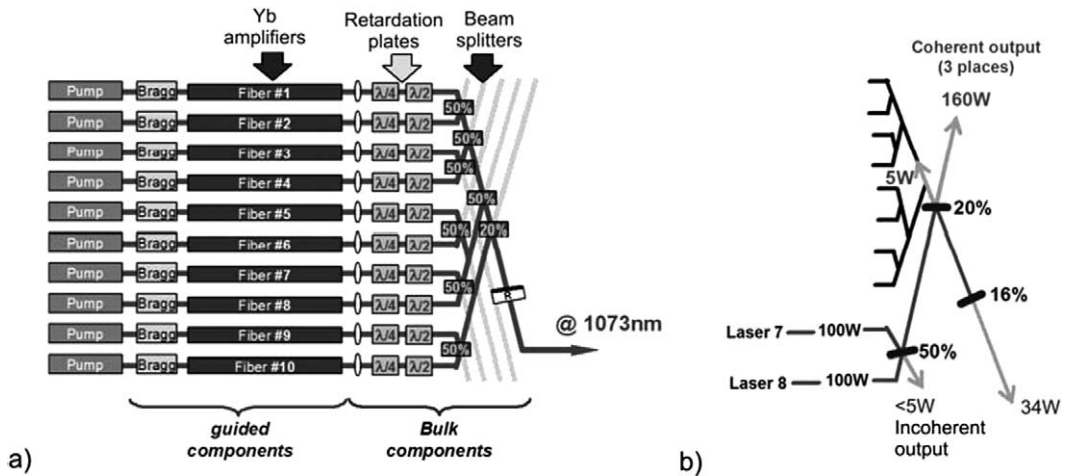 Yb
amplifiers
Retardation
plates
Beam
splitters
Pump Bragg Fiber #1 λ/4 λ/2
50%
Pump Bragg Fiber #2 λ/4 λ/2
50%
Pump Bragg Fiber #3 λ/4 λ/2
50%
Pump Bragg Fiber #4 λ/4 λ/2
50%
Pump Bragg Fiber #5 λ/4 λ/2
50% 20%
Pump Bragg Fiber #6 λ/4 λ/2
Pump Bragg Fiber #7 λ/4 λ/2
50%
Pump Bragg Fiber #8 λ/4 λ/2
R
Pump Bragg Fiber #9 λ/4 λ/2
50%
Pump Bragg Fiber #10 λ/4 λ/2
@ 1073nm
guided
components
Bulk
components
a)
Coherent output
(3 places)
160W
5W
20%
16%
Laser 7 100W
50%
Laser 8 100W
<5W
34W
Incoherent
output
b)